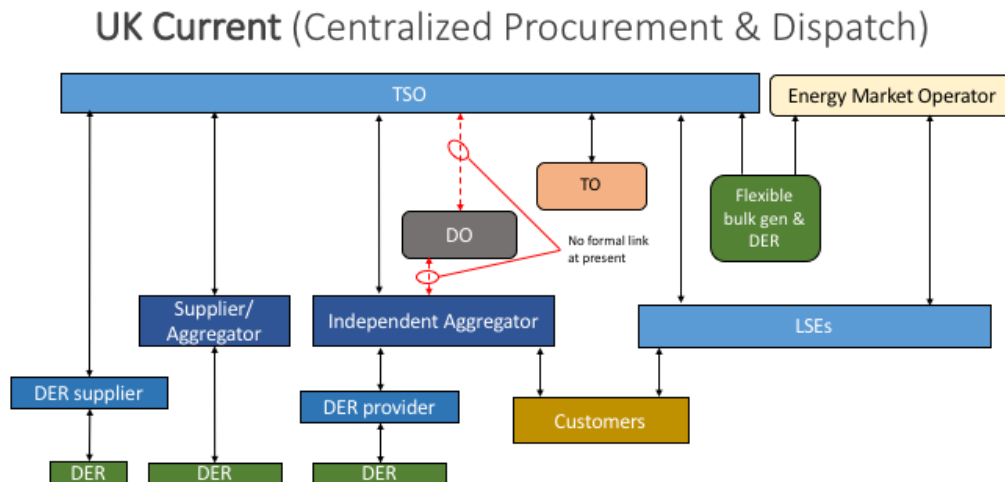 UK Current (Centralized Procurement & Dispatch)
TSO
Energy Market Operator
TO
Flexible
bulk gen &
DER
DO
No formal link
at present
Supplier/
Aggregator
Independent Aggregator
LSEs
DER supplier
DER provider
Customers
DER
DER
DER